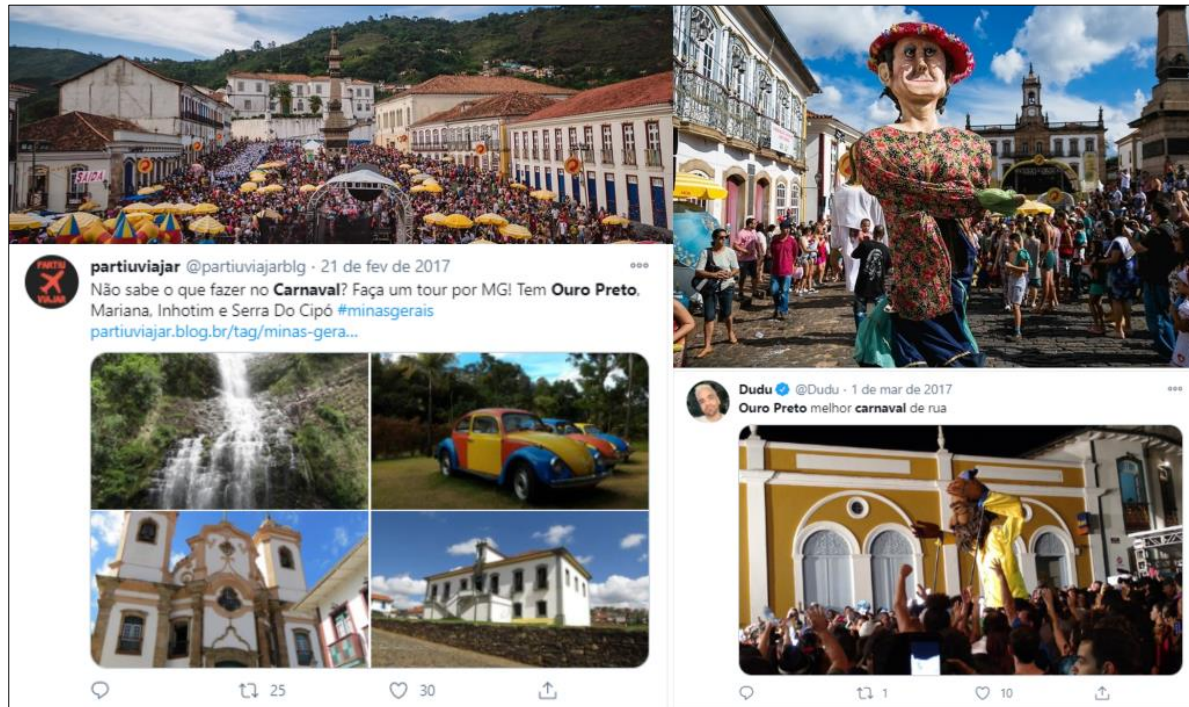 SAÍDA
PARTIU
VIAJAR
partiuviajar @partiuviajarblg · 21 de fev de 2017
Não sabe o que fazer no Carnaval? Faça um tour por MG! Tem Ouro Preto,
Mariana, Inhotim e Serra Do Cipó #minasgerais
partiuviajar.blog.br/tag/minas-gera...
25
30
Dudu @Dudu · 1 de mar de 2017
Ouro Preto melhor carnaval de rua
1
10